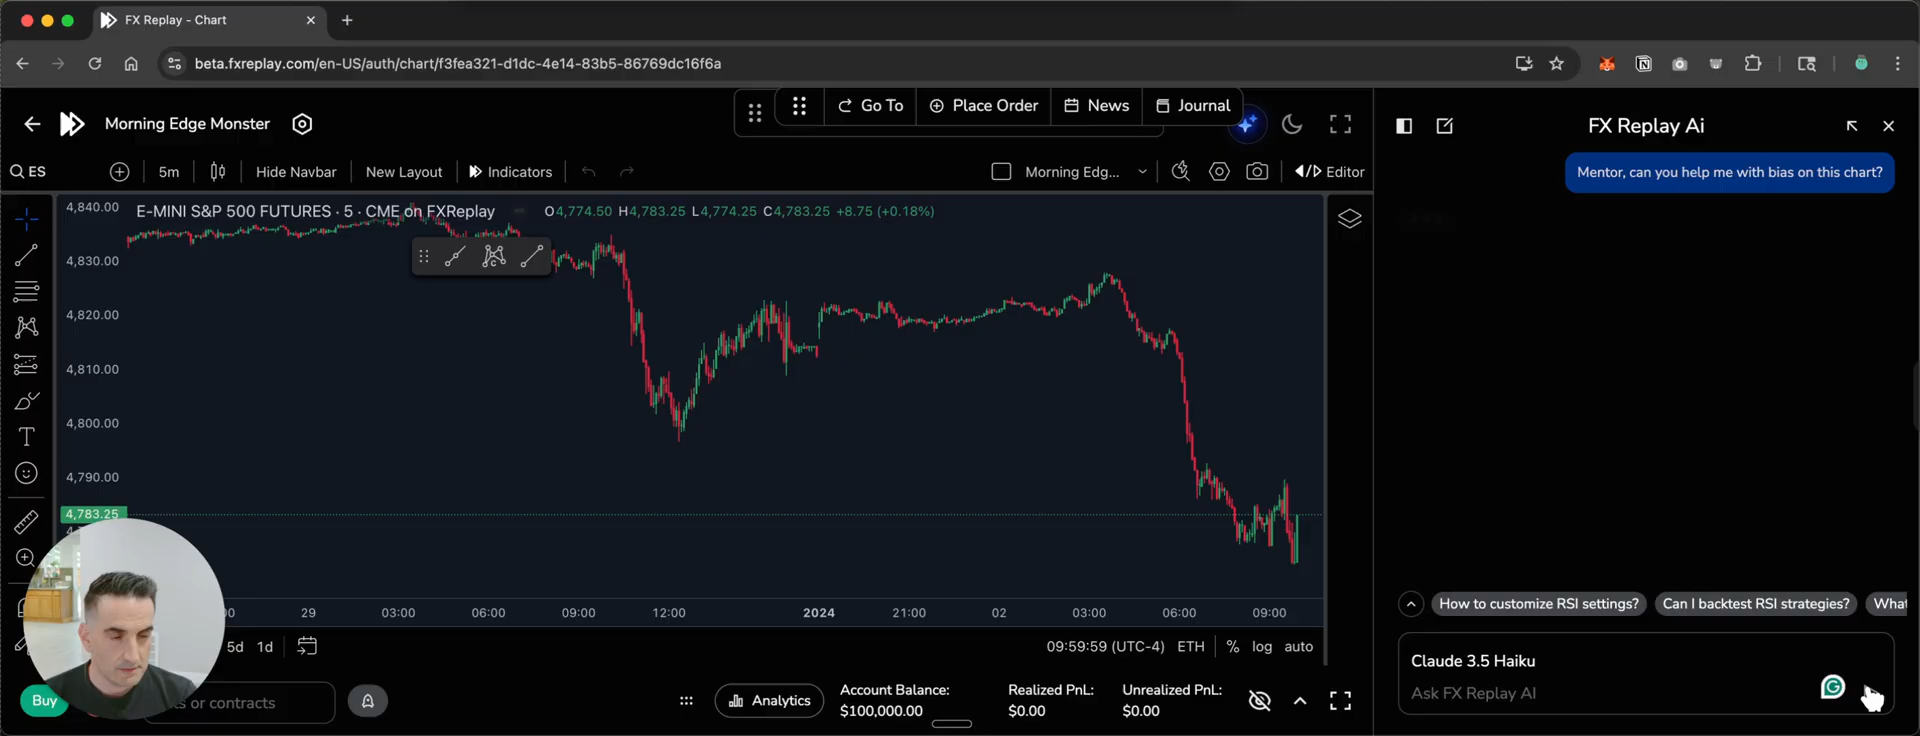 FX Replay - Chart
beta.fxreplay.com/en-US/auth/chart/f3fea321-d1dc-4e14-83b5-86769dc16f6a
Morning Edge Monster
Go To
Place Order
News
Journal
FX Replay Ai
Mentor, can you help me with bias on this chart?
ES
5m
Hide Navbar
New Layout
Indicators
Morning Edg...
Editor
E-MINI S&P 500 FUTURES · 5 · CME on FXReplay
O4,774.50 H4,783.25 L4,774.25 C4,783.25 +8.75 (+0.18%)
4,840.00
4,830.00
4,820.00
4,810.00
4,800.00
4,790.00
4,783.25
29
03:00
06:00
09:00
12:00
2024
21:00
02
03:00
06:00
09:00
5d
1d
09:59:59 (UTC-4)
ETH
%
log
auto
How to customize RSI settings?
Can I backtest RSI strategies?
What
Claude 3.5 Haiku
Ask FX Replay AI
Buy
or contracts
Analytics
Account Balance:
$100,000.00
Realized PnL:
$0.00
Unrealized PnL:
$0.00